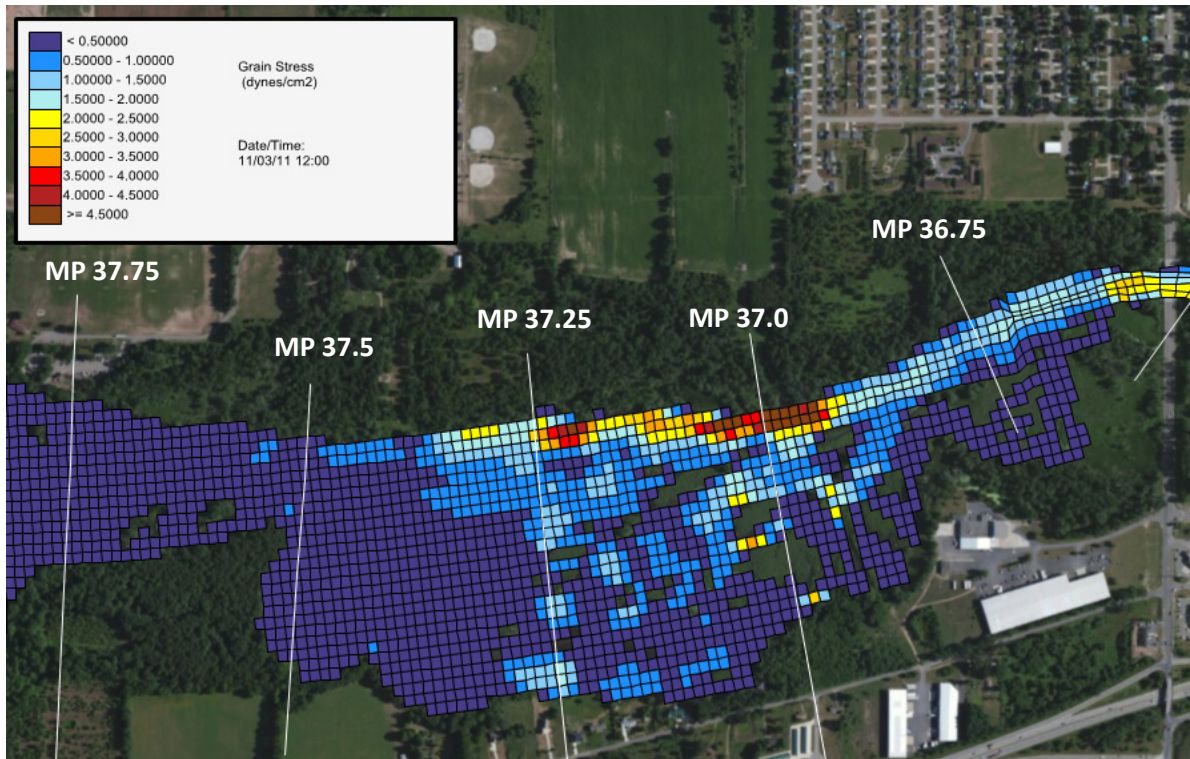 < 0.50000
0.50000 - 1.00000
1.00000 - 1.5000
1.5000 - 2.0000
2.0000 - 2.5000
2.5000 - 3.0000
3.0000 - 3.5000
3.5000 - 4.0000
4.0000 - 4.5000
>= 4.5000
Grain Stress
(dynes/cm2)
Date/Time:
11/03/11 12:00
MP 37.75
MP 37.5
MP 37.25
MP 37.0
MP 36.75